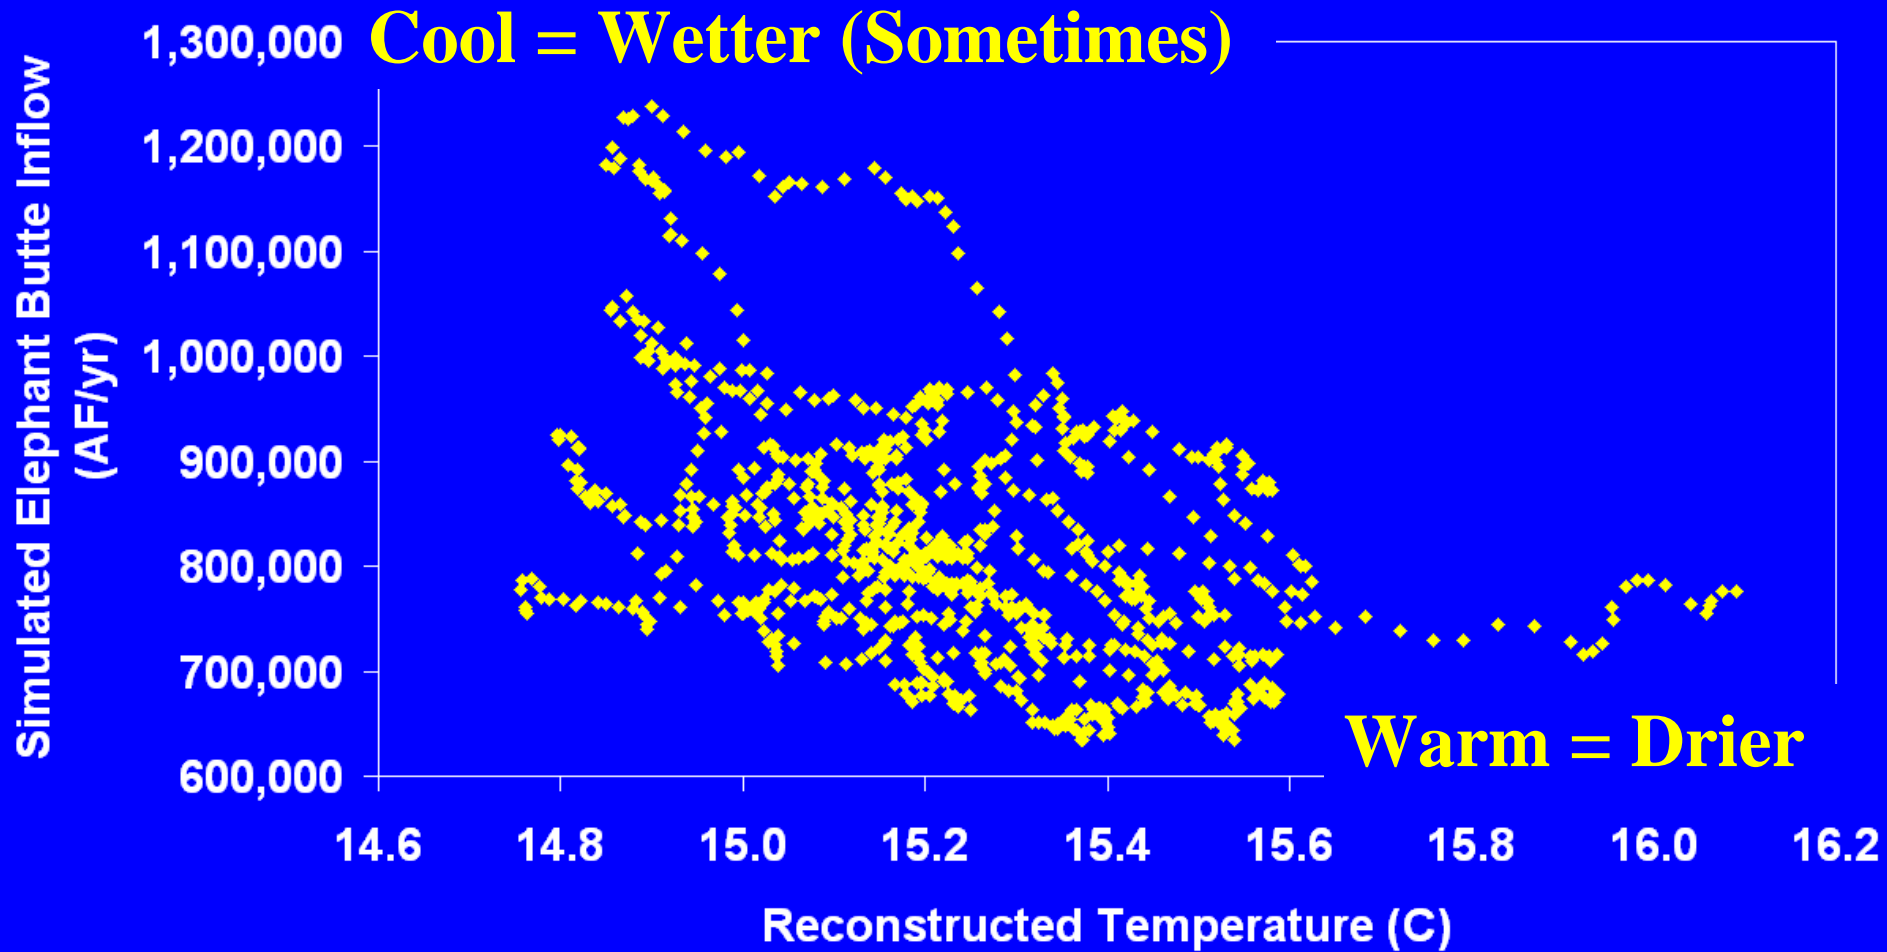 Cool = Wetter (Sometimes)
Simulated Elephant Butte Inflow
(AF/yr)
1,300,000
1,200,000
1,100,000
1,000,000
900,000
800,000
700,000
600,000
Warm = Drier
14.6 14.8 15.0 15.2 15.4 15.6 15.8 16.0 16.2
Reconstructed Temperature (C)